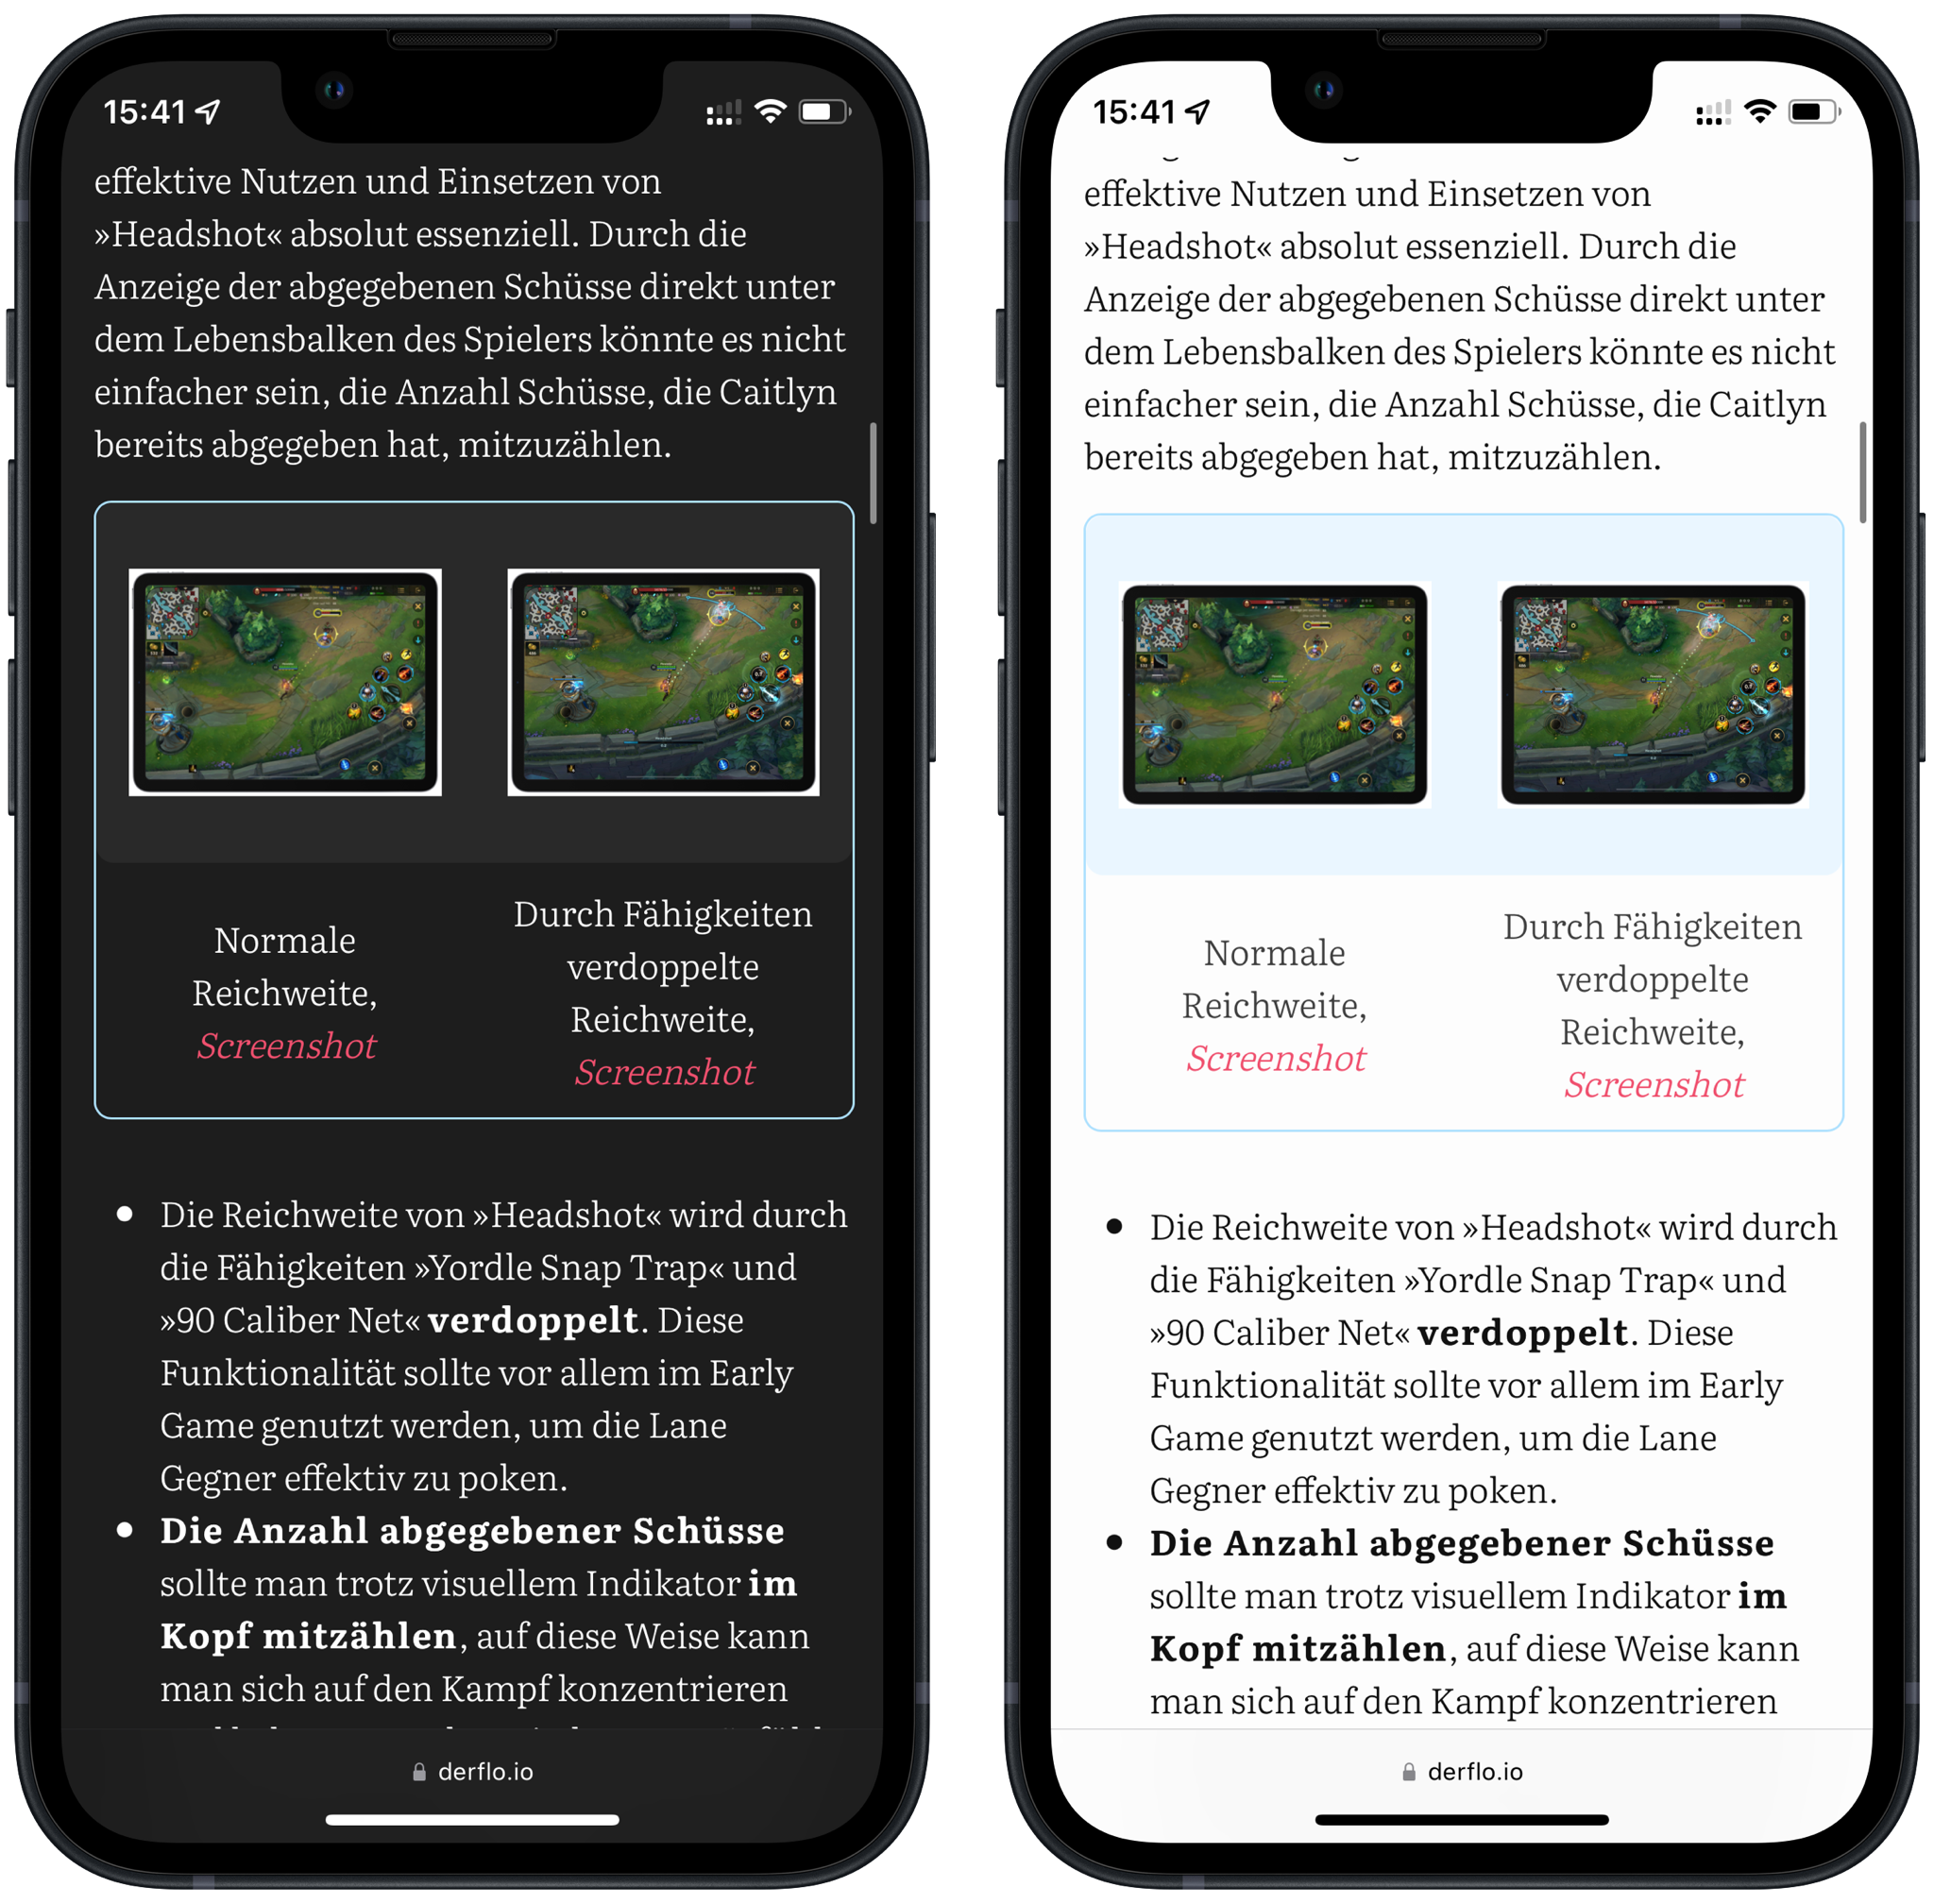 15:41
effektive Nutzen und Einsetzen von
»Headshot« absolut essenziell. Durch die
Anzeige der abgegebenen Schüsse direkt unter
dem Lebensbalken des Spielers könnte es nicht
einfacher sein, die Anzahl Schüsse, die Caitlyn
bereits abgegeben hat, mitzuzählen.
Normale
Reichweite,
Screenshot
Durch Fähigkeiten
verdoppelte
Reichweite,
Screenshot
Die Reichweite von »Headshot« wird durch
die Fähigkeiten »Yordle Snap Trap« und
»90 Caliber Net« verdoppelt. Diese
Funktionalität sollte vor allem im Early
Game genutzt werden, um die Lane
Gegner effektiv zu poken.
Die Anzahl abgegebener Schüsse
sollte man trotz visuellem Indikator im
Kopf mitzählen, auf diese Weise kann
man sich auf den Kampf konzentrieren
derflo.io
15:41
effektive Nutzen und Einsetzen von
»Headshot« absolut essenziell. Durch die
Anzeige der abgegebenen Schüsse direkt unter
dem Lebensbalken des Spielers könnte es nicht
einfacher sein, die Anzahl Schüsse, die Caitlyn
bereits abgegeben hat, mitzuzählen.
Normale
Reichweite,
Screenshot
Durch Fähigkeiten
verdoppelte
Reichweite,
Screenshot
Die Reichweite von »Headshot« wird durch
die Fähigkeiten »Yordle Snap Trap« und
»90 Caliber Net« verdoppelt. Diese
Funktionalität sollte vor allem im Early
Game genutzt werden, um die Lane
Gegner effektiv zu poken.
Die Anzahl abgegebener Schüsse
sollte man trotz visuellem Indikator im
Kopf mitzählen, auf diese Weise kann
man sich auf den Kampf konzentrieren
derflo.io